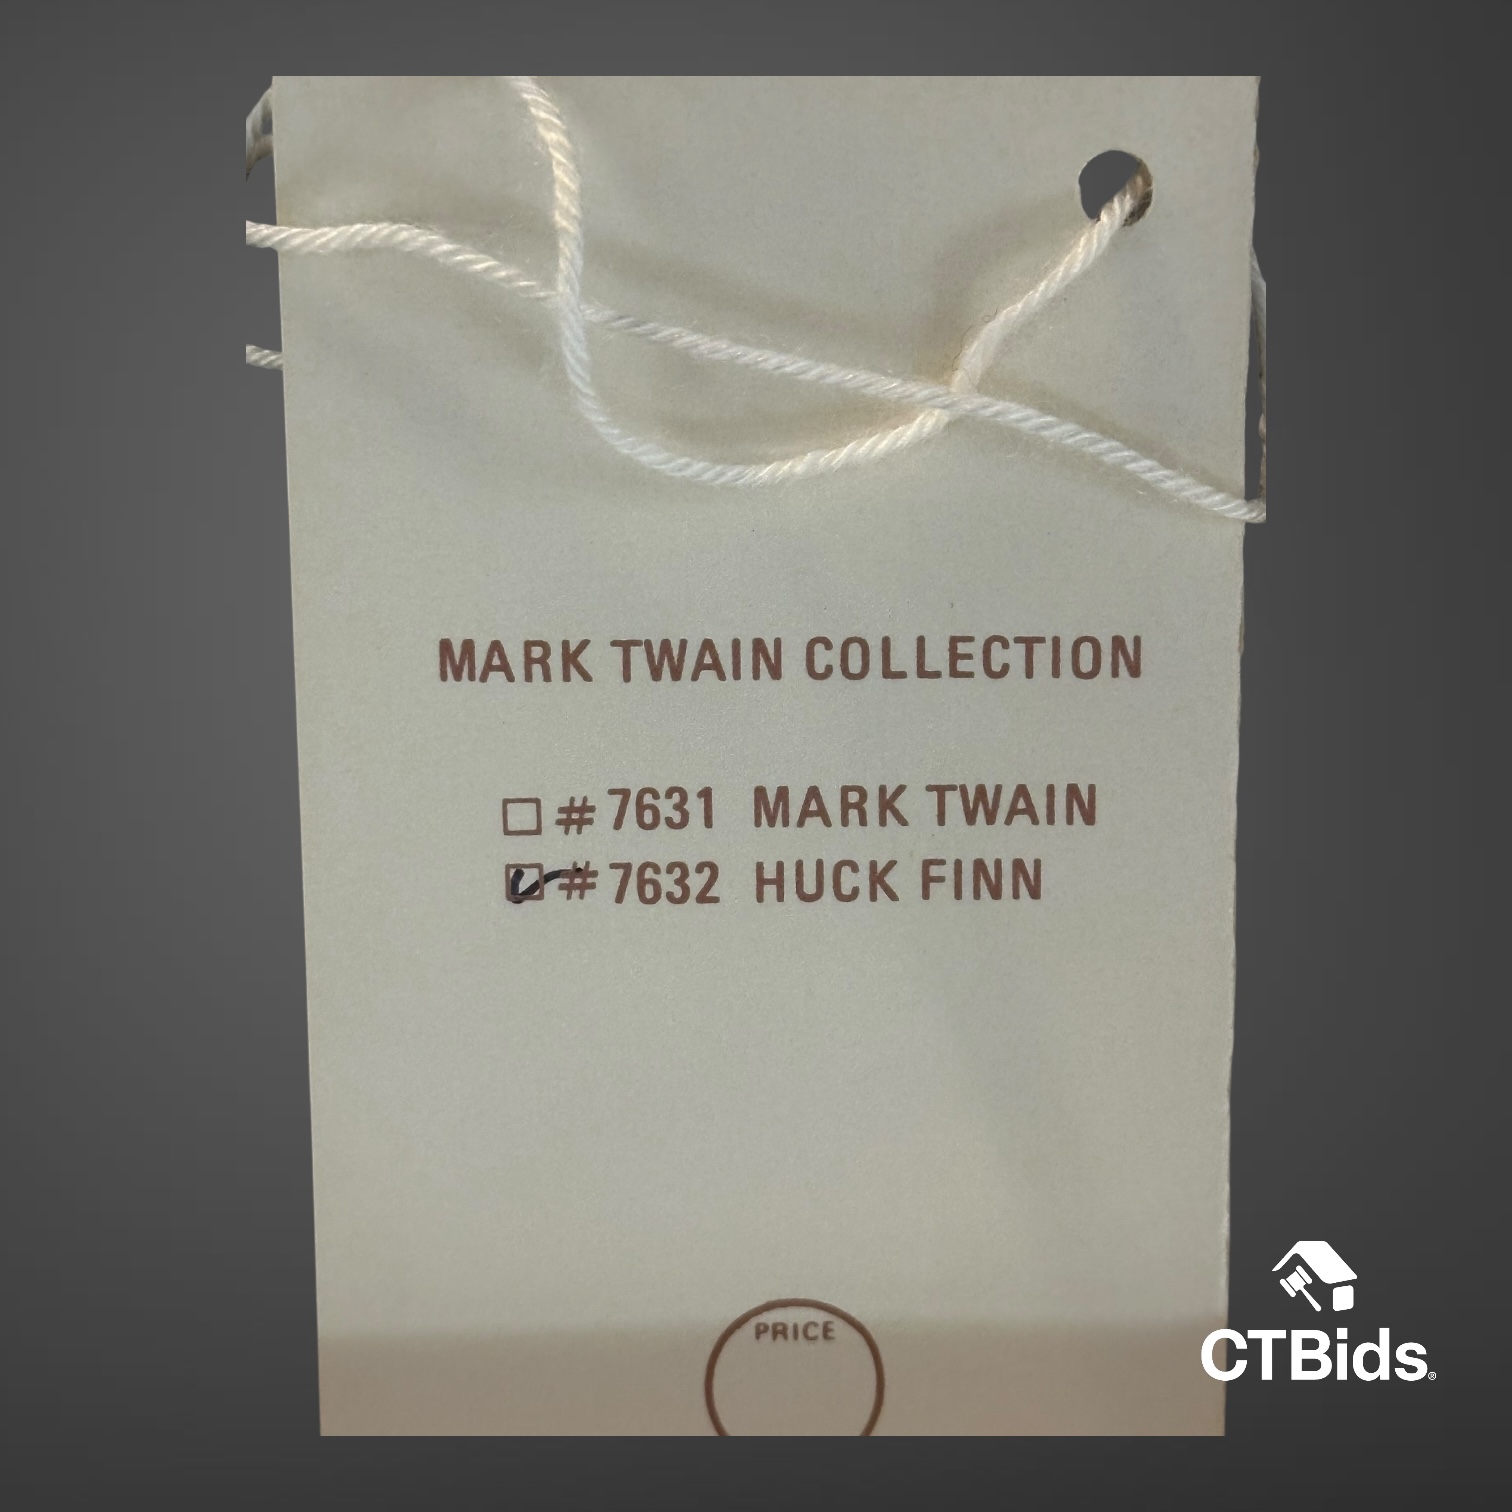 MARK TWAIN COLLECTION
☐ #7631 MARK TWAIN
☑ #7632 HUCK FINN
PRICE
CTBids®